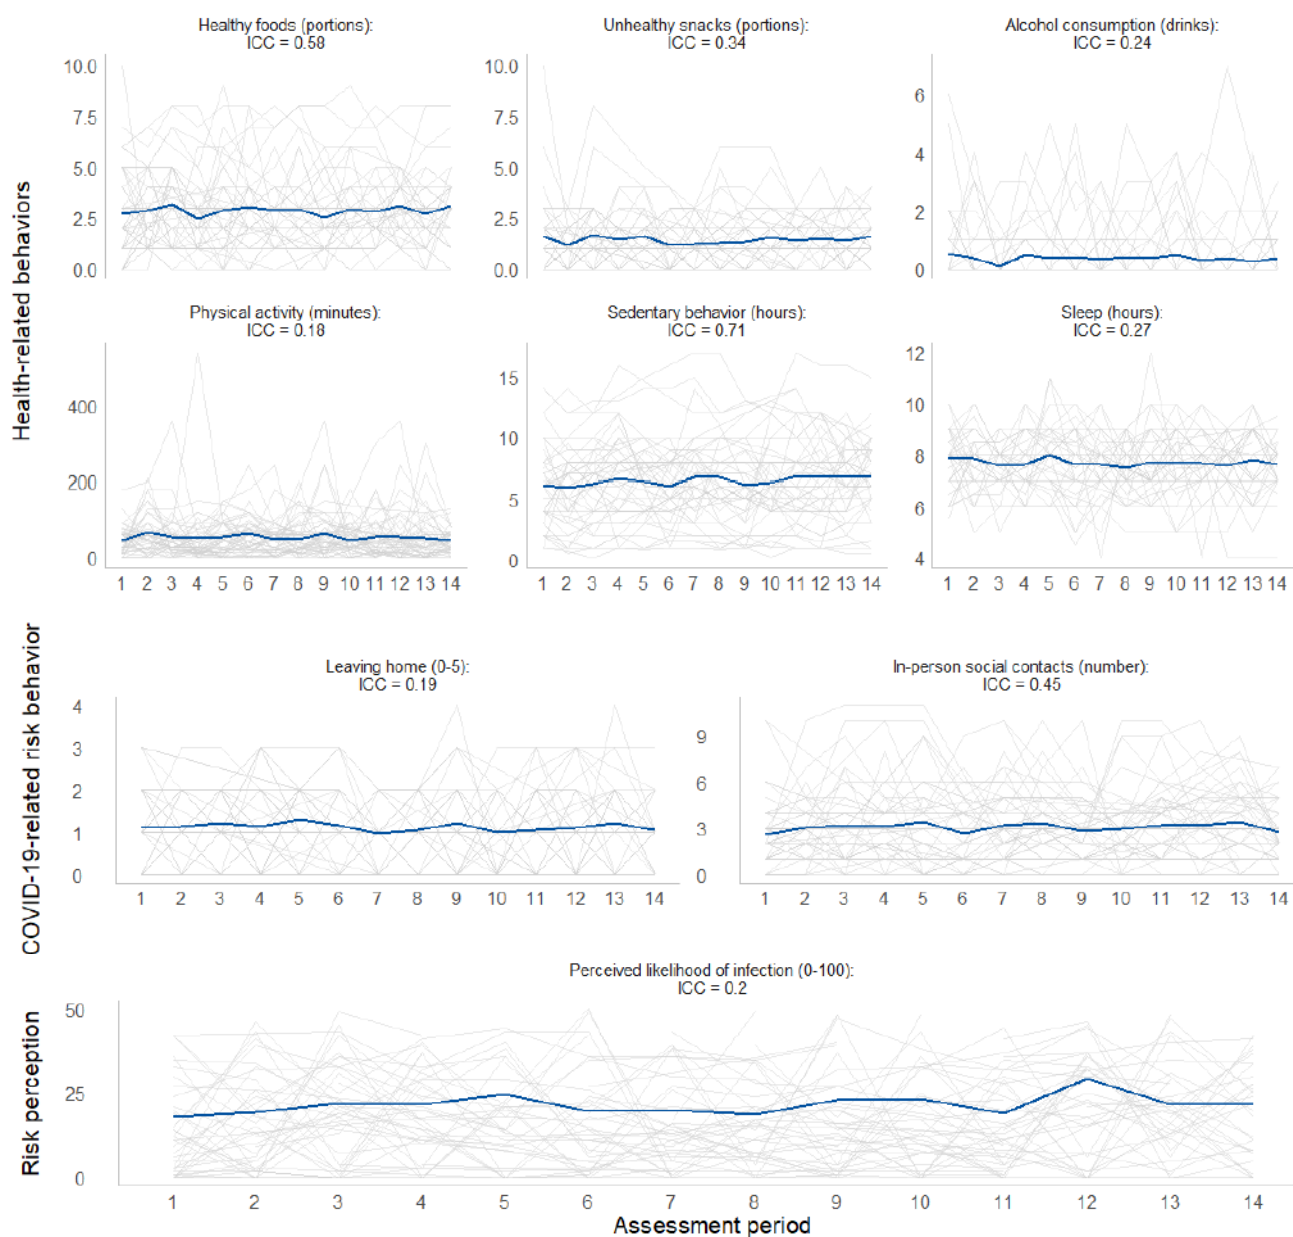 Health-related behaviors
Healthy foods (portions):
ICC = 0.58
10.0
7.5
5.0
2.5
0.0
Unhealthy snacks (portions):
ICC = 0.34
10.0
7.5
5.0
2.5
0.0
Alcohol consumption (drinks):
ICC = 0.24
6
4
2
0
Physical activity (minutes):
ICC = 0.18
400
200
0
1 2 3 4 5 6 7 8 9 10 11 12 13 14
Sedentary behavior (hours):
ICC = 0.71
15
10
5
0
1 2 3 4 5 6 7 8 9 10 11 12 13 14
Sleep (hours):
ICC = 0.27
12
10
8
6
4
1 2 3 4 5 6 7 8 9 10 11 12 13 14
COVID-19-related risk behavior
Leaving home (0-5):
ICC = 0.19
4
3
2
1
0
1 2 3 4 5 6 7 8 9 10 11 12 13 14
In-person social contacts (number):
ICC = 0.45
9
6
3
0
1 2 3 4 5 6 7 8 9 10 11 12 13 14
Risk perception
Perceived likelihood of infection (0-100):
ICC = 0.2
50
25
0
1 2 3 4 5 6 7 8 9 10 11 12 13 14
Assessment period